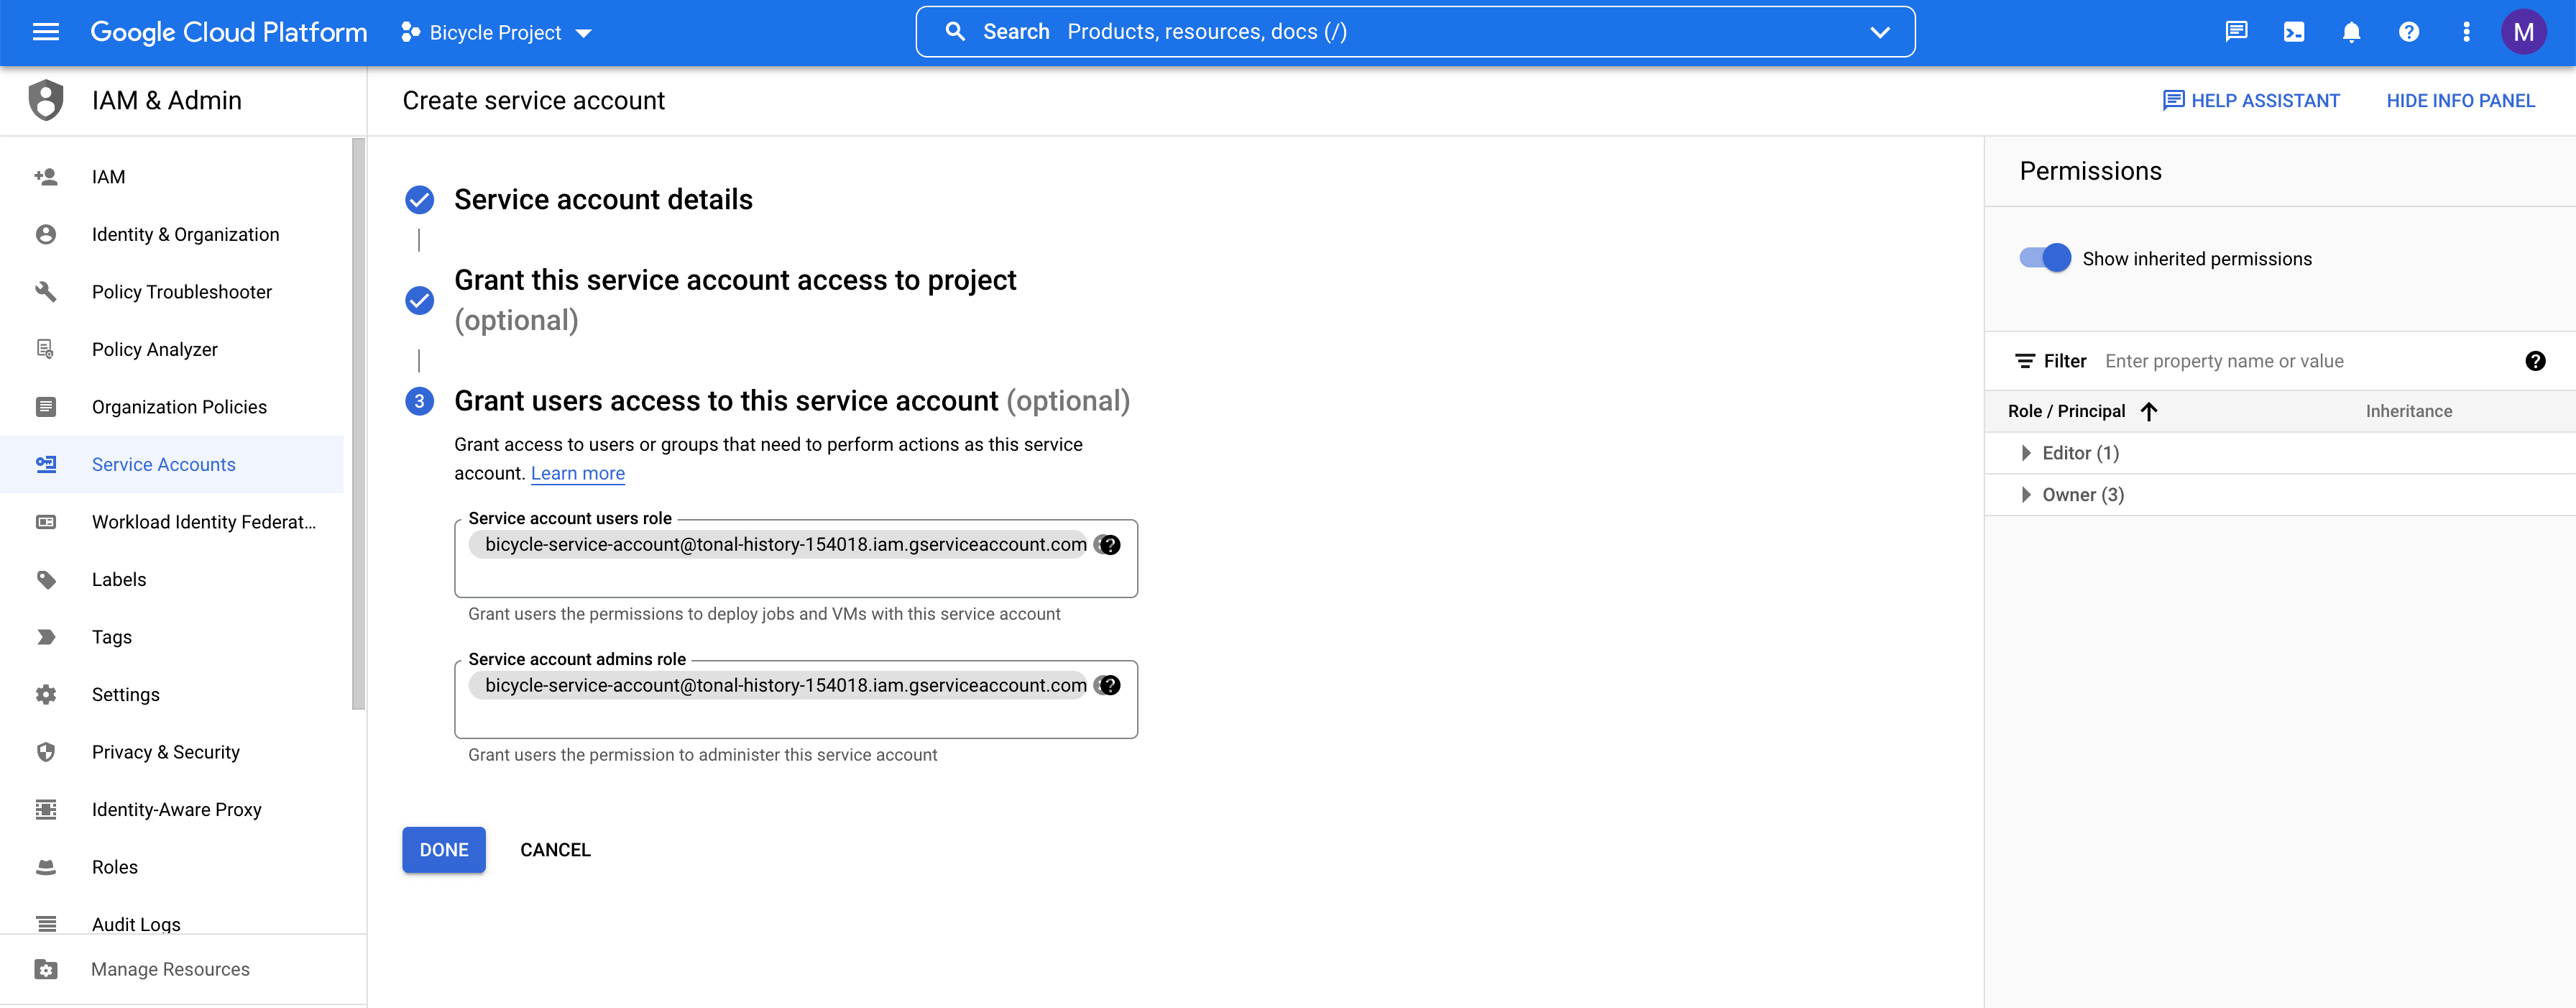 Google Cloud Platform
Bicycle Project
Search Products, resources, docs (/)
M
IAM & Admin
Create service account
HELP ASSISTANT
HIDE INFO PANEL
IAM
Identity & Organization
Policy Troubleshooter
Policy Analyzer
Organization Policies
Service Accounts
Workload Identity Federat...
Labels
Tags
Settings
Privacy & Security
Identity-Aware Proxy
Roles
Audit Logs
Manage Resources
Service account details
Grant this service account access to project
(optional)
3 Grant users access to this service account (optional)
Grant access to users or groups that need to perform actions as this service
account. Learn more
Service account users role
bicycle-service-account@tonal-history-154018.iam.gserviceaccount.com
Grant users the permissions to deploy jobs and VMs with this service account
Service account admins role
bicycle-service-account@tonal-history-154018.iam.gserviceaccount.com
Grant users the permission to administer this service account
DONE
CANCEL
Permissions
Show inherited permissions
Filter Enter property name or value
Role / Principal
Inheritance
Editor (1)
Owner (3)